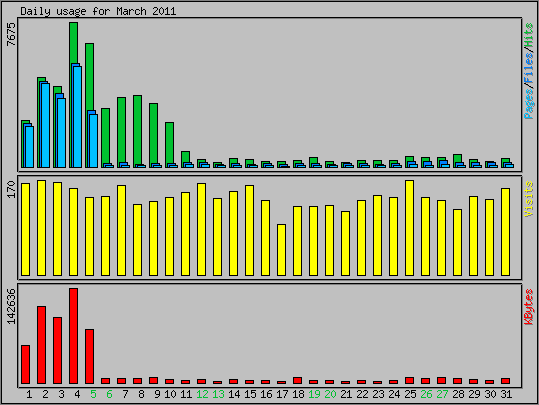 Daily usage for March 2011
7675
Pages/Files/Hits
170
Visits
142636
KBytes
1 2 3 4 5 6 7 8 9 10 11 12 13 14 15 16 17 18 19 20 21 22 23 24 25 26 27 28 29 30 31